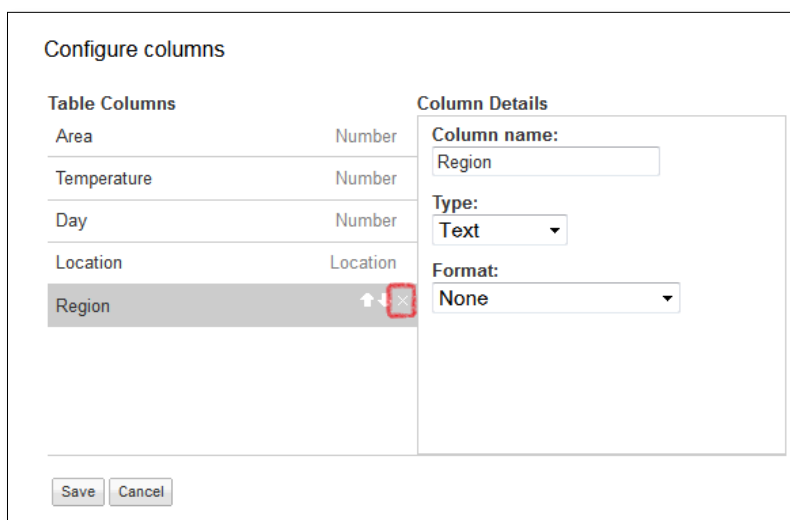 Configure columns
Table Columns
Area Number
Temperature Number
Day Number
Location Location
Region
Column Details
Column name:
Region
Type:
Text
Format:
None
Save Cancel